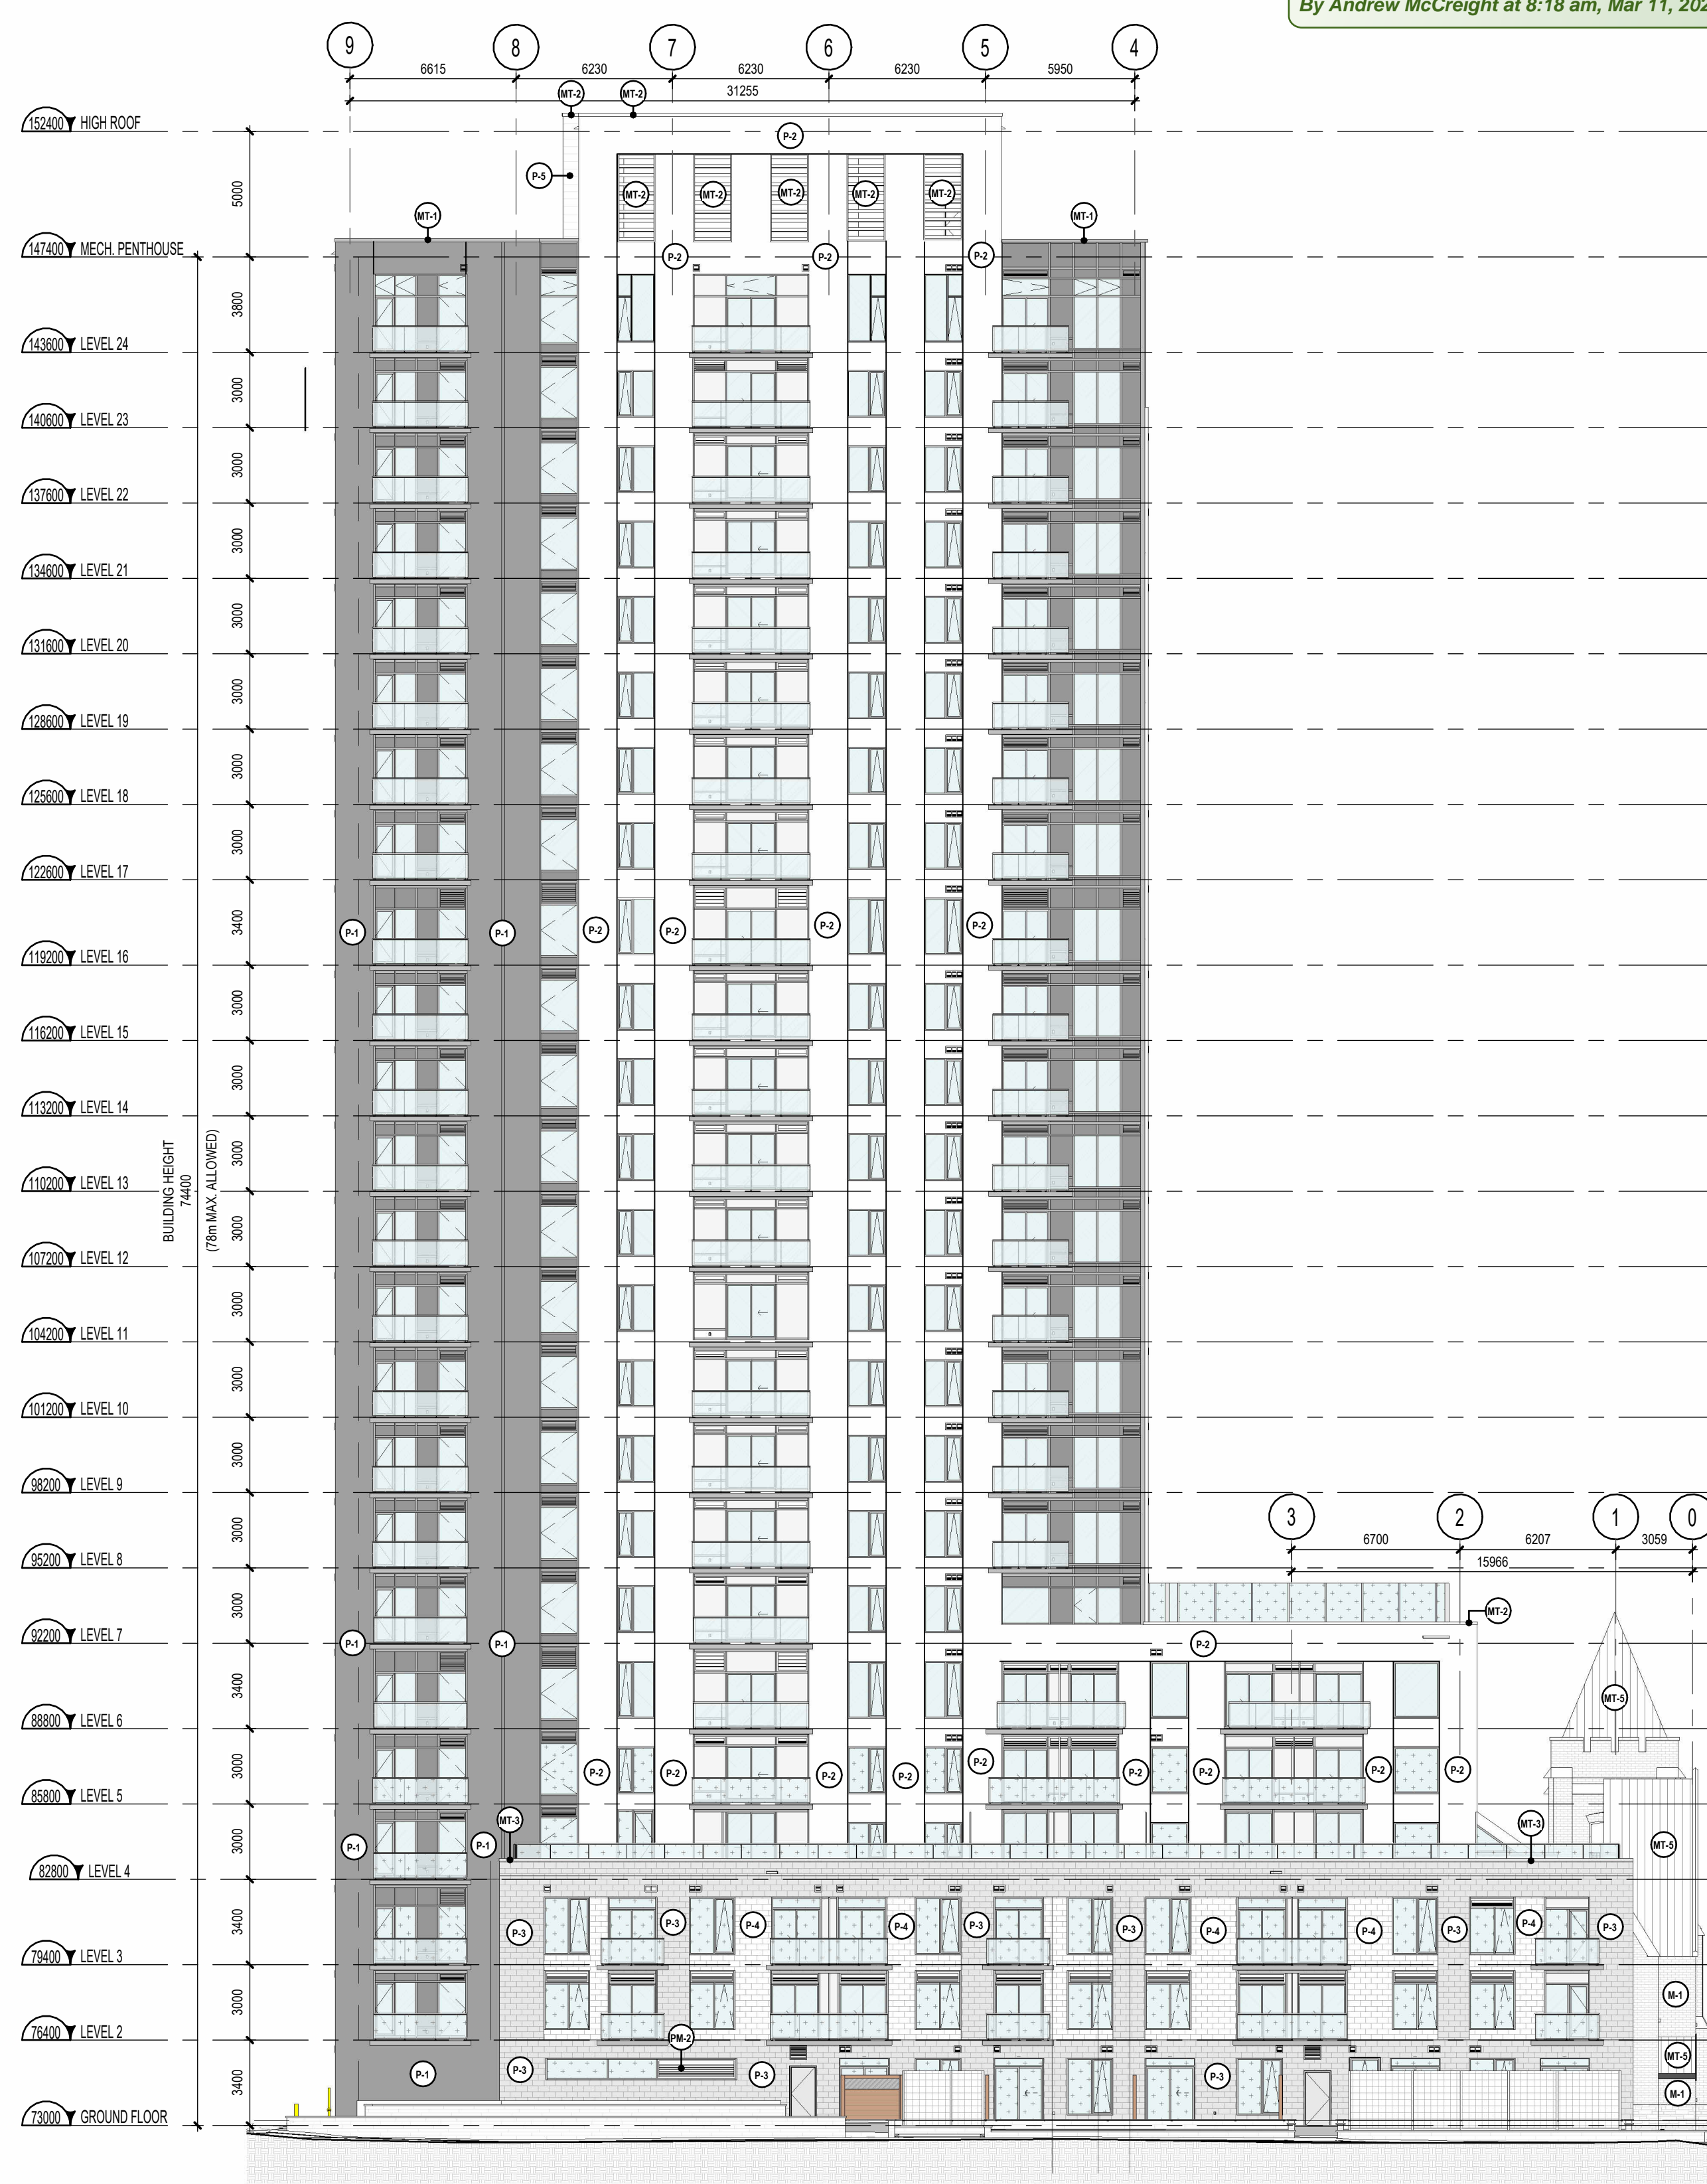 By Andrew McCreight at 8:18 am, Mar 11, 202
9 8 7 6 5 4
6615 6230 6230 6230 5950
31255
MT-2 MT-2
152400 HIGH ROOF
P-2
5000
P-5
MT-2 MT-2 MT-2 MT-2 MT-2
MT-1 MT-1
147400 MECH. PENTHOUSE
P-2 P-2 P-2
3800
143600 LEVEL 24
3000
140600 LEVEL 23
3000
137600 LEVEL 22
3000
134600 LEVEL 21
3000
131600 LEVEL 20
3000
128600 LEVEL 19
3000
125600 LEVEL 18
3000
122600 LEVEL 17
3400
P-1 P-1 P-2 P-2 P-2 P-2
119200 LEVEL 16
3000
116200 LEVEL 15
3000
113200 LEVEL 14
3000
110200 LEVEL 13
BUILDING HEIGHT
74400
(78m MAX. ALLOWED)
3000
107200 LEVEL 12
3000
104200 LEVEL 11
3000
101200 LEVEL 10
3000
98200 LEVEL 9
3000
3 2 1 0
6700 6207 3059
15966
95200 LEVEL 8
3000
MT-2
92200 LEVEL 7
P-1 P-1 P-2
3400
MT-5
88800 LEVEL 6
3000
P-2 P-2 P-2 P-2 P-2 P-2 P-2 P-2 P-2
85800 LEVEL 5
3000
MT-3 MT-3
P-1 P-1 MT-5
82800 LEVEL 4
3400
P-3 P-3 P-4 P-4 P-3 P-3 P-4 P-4 P-3 P-4 P-3
79400 LEVEL 3
3000
M-1
76400 LEVEL 2
PM-2
MT-5
3400
P-1 P-3 P-3 P-3
M-1
73000 GROUND FLOOR